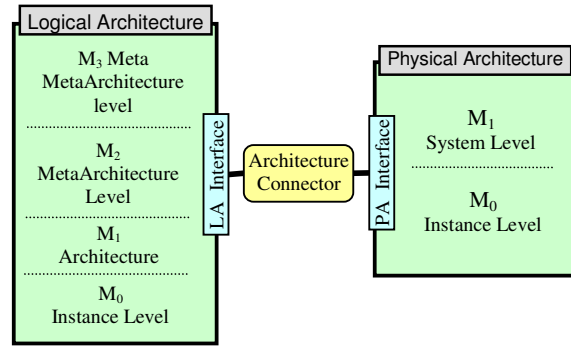 Logical Architecture
M3 Meta
MetaArchitecture
level
M2
MetaArchitecture
Level
M1
Architecture
M0
Instance Level
LA Interface
Architecture
Connector
PA Interface
Physical Architecture
M1
System Level
M0
Instance Level